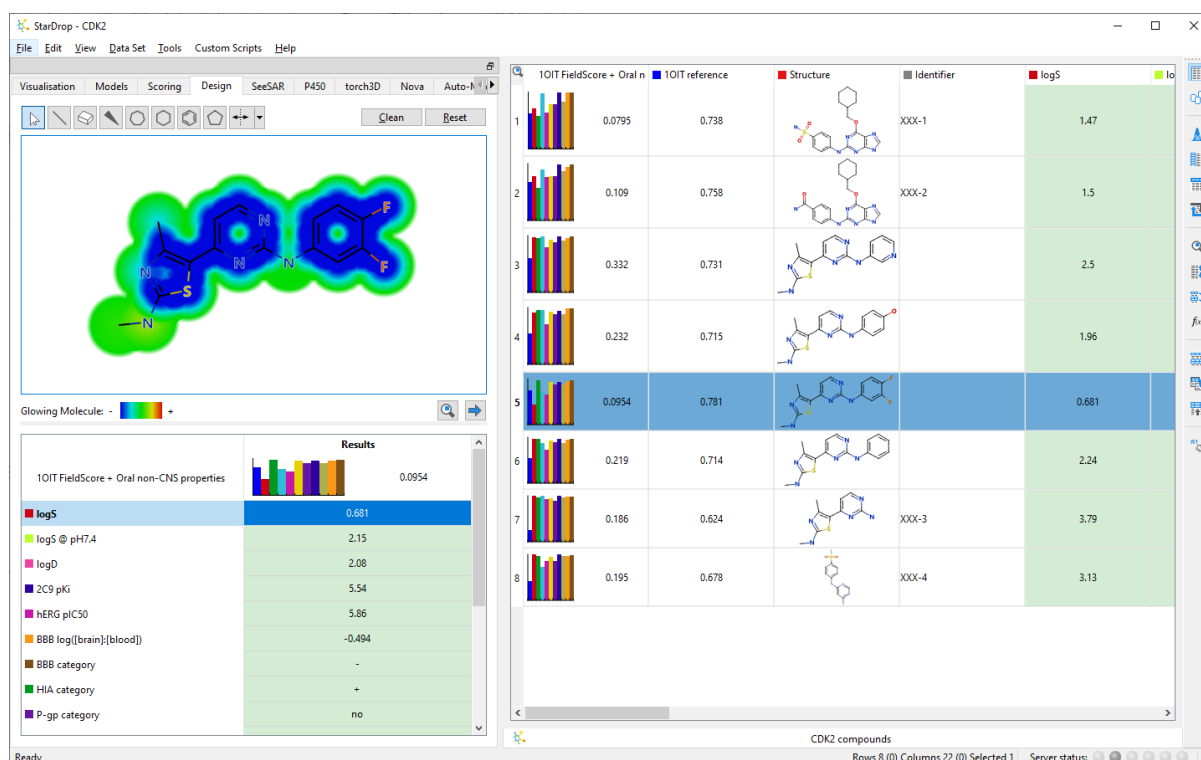 StarDrop - CDK2
File Edit View Data Set Tools Custom Scripts Help
Visualisation Models Scoring Design SeeSAR P450 torch3D Nova
Clean Reset
F
F
N
N
N
N
S
N
Glowing Molecule: - +
Results
1OIT FieldScore + Oral non-CNS properties 0.0954
logS 0.681
logS @ pH7.4 2.15
logD 2.08
2C9 pKi 5.54
hERG pIC50 5.86
BBB log([brain]:[blood]) -0.494
BBB category -
HIA category +
P-gp category no
1OIT FieldScore + Oral n 1OIT reference Structure Identifier logS lo
1 0.0795 0.738 XXX-1 1.47
2 0.109 0.758 XXX-2 1.5
3 0.332 0.731 2.5
4 0.232 0.715 1.96
5 0.0954 0.781 0.681
6 0.219 0.714 2.24
7 0.186 0.624 XXX-3 3.79
8 0.195 0.678 XXX-4 3.13
CDK2 compounds
Ready Rows 8 (0) Columns 22 (0) Selected 1 Server status: